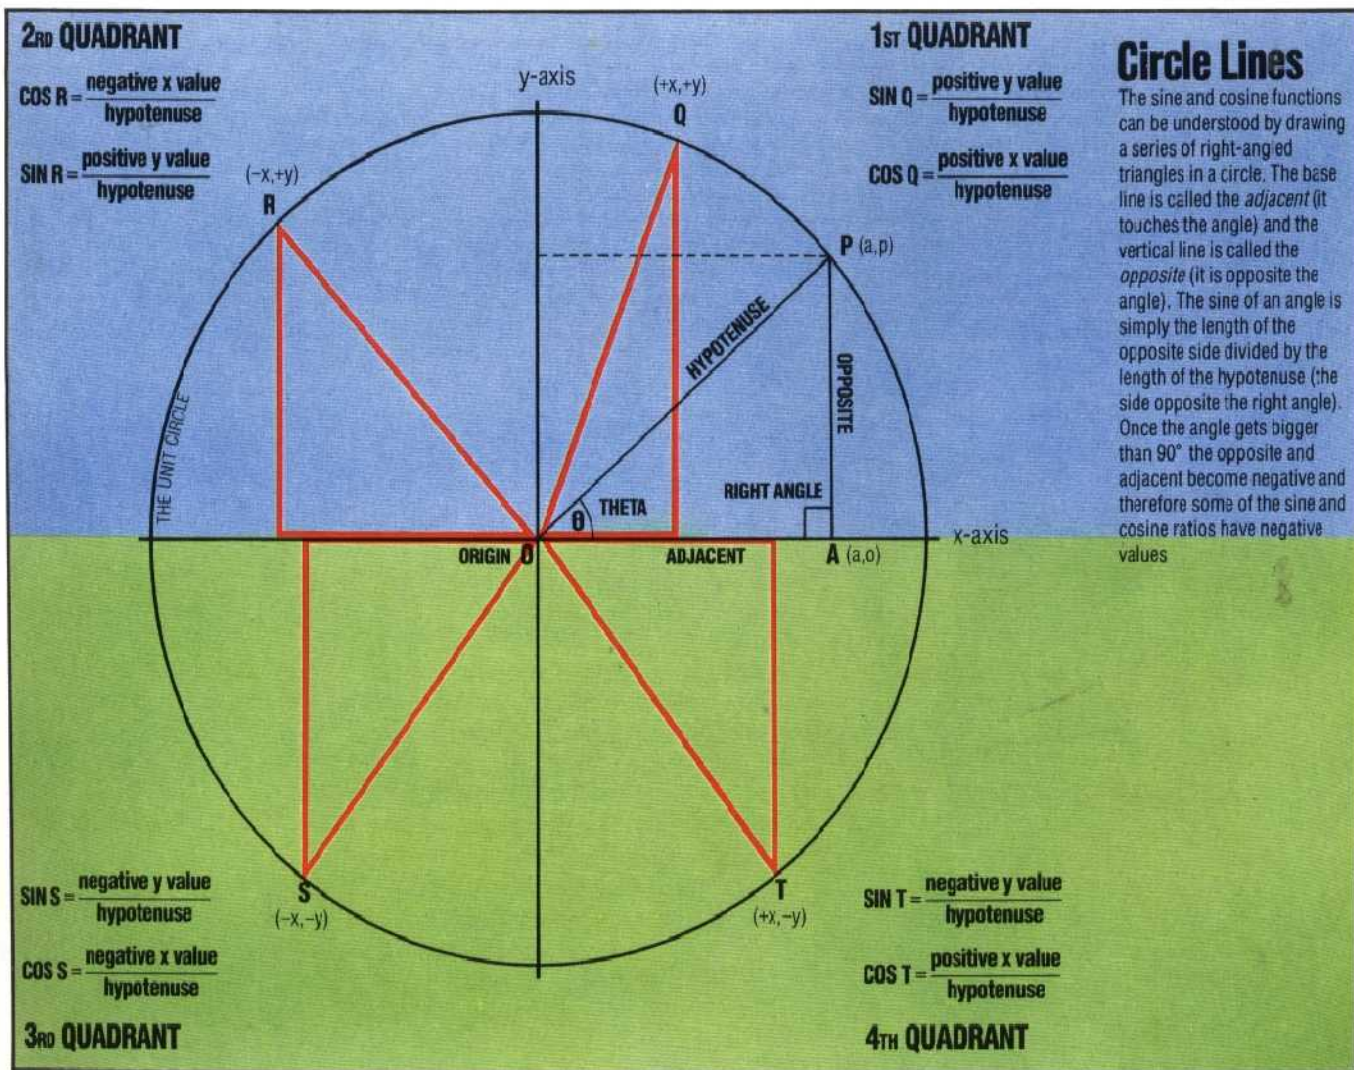 2RD QUADRANT
COS R = negative x value
hypotenuse
SIN R = positive y value
hypotenuse
(−x,+y)
R
y-axis
(+x,+y)
Q
1ST QUADRANT
SIN Q = positive y value
hypotenuse
COS Q = positive x value
hypotenuse
P (a,p)
HYPOTENUSE
OPPOSITE
THE UNIT CIRCLE
RIGHT ANGLE
θ THETA
ORIGIN O
ADJACENT
A (a,o)
x-axis
Circle Lines
The sine and cosine functions
can be understood by drawing
a series of right-angled
triangles in a circle. The base
line is called the adjacent (it
touches the angle) and the
vertical line is called the
opposite (it is opposite the
angle). The sine of an angle is
simply the length of the
opposite side divided by the
length of the hypotenuse (the
side opposite the right angle).
Once the angle gets bigger
than 90° the opposite and
adjacent become negative and
therefore some of the sine and
cosine ratios have negative
values
SIN S = negative y value
hypotenuse
COS S = negative x value
hypotenuse
3RD QUADRANT
S
(−x,−y)
T
(+x,−y)
SIN T = negative y value
hypotenuse
COS T = positive x value
hypotenuse
4TH QUADRANT